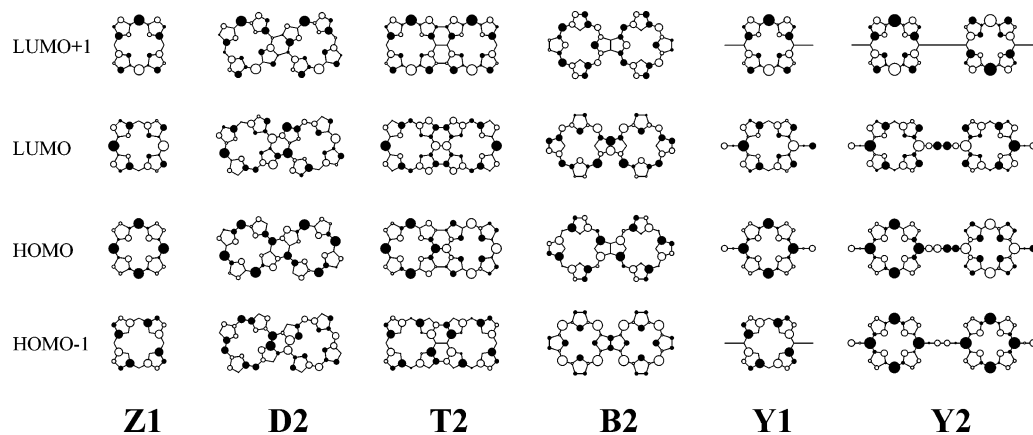 LUMO+1
LUMO
HOMO
HOMO-1
Z1 D2 T2 B2 Y1 Y2